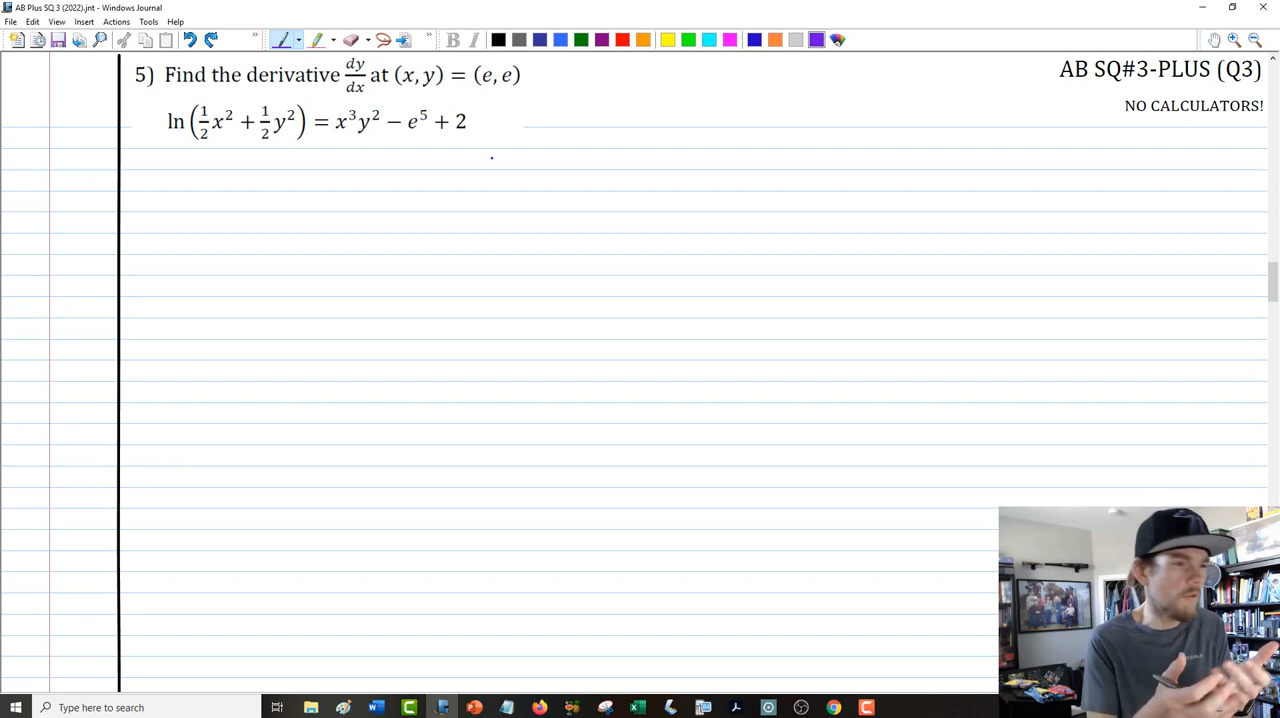 AB Plus SQ 3 (2022).jnt - Windows Journal
File Edit View Insert Actions Tools Help
B I
5) Find the derivative dy/dx at (x, y) = (e, e)
AB SQ#3-PLUS (Q3)
NO CALCULATORS!
ln(1/2 x² + 1/2 y²) = x³y² − e⁵ + 2
Type here to search